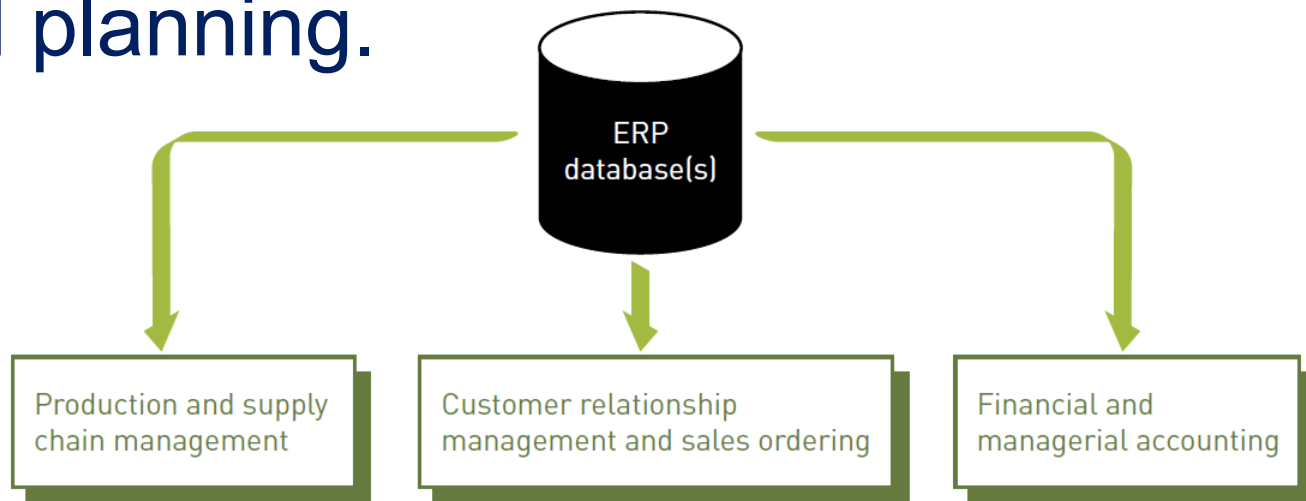 planning.
ERP
database(s)
Production and supply
chain management
Customer relationship
management and sales ordering
Financial and
managerial accounting